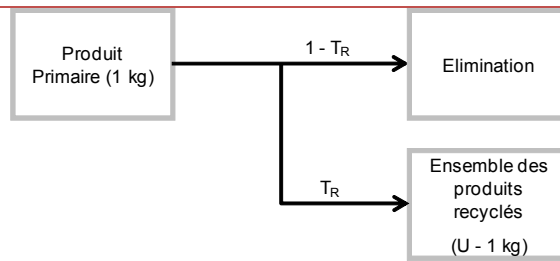 Produit
Primaire (1 kg)
1 - TR
Elimination
TR
Ensemble des
produits
recyclés
(U - 1 kg)